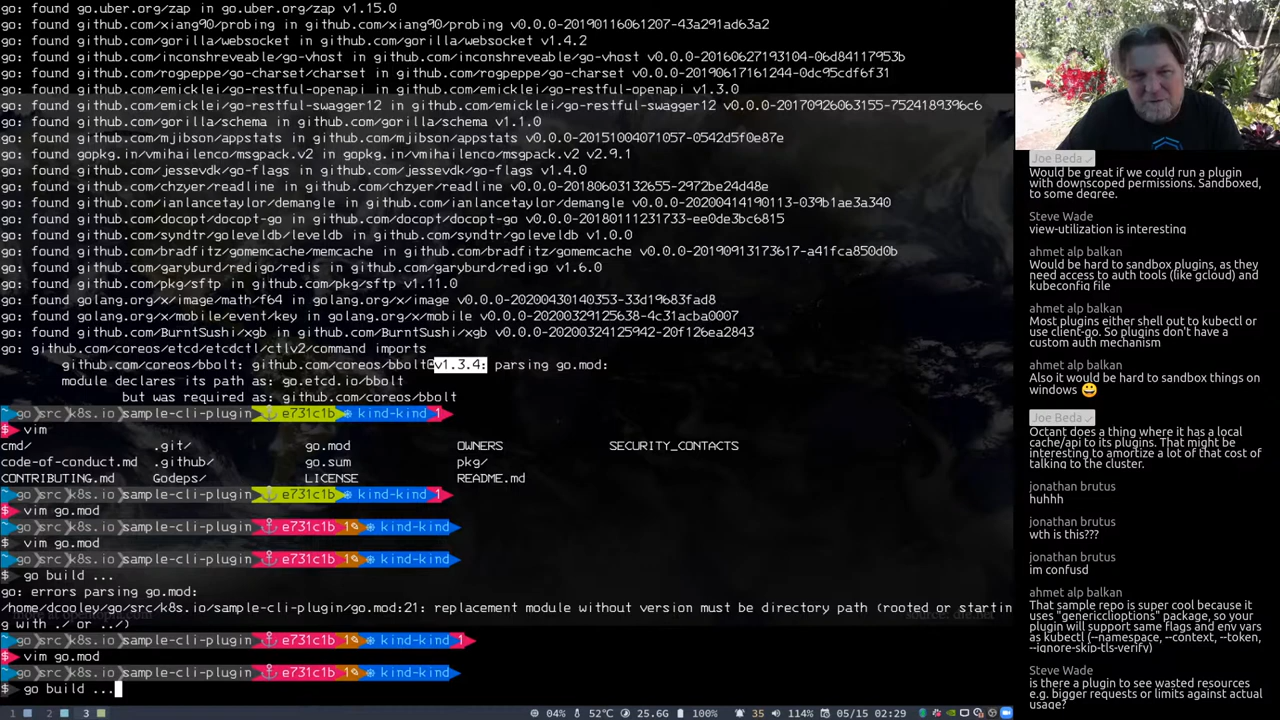 go: found go.uber.org/zap in go.uber.org/zap v1.15.0
go: found github.com/xiang90/probing in github.com/xiang90/probing v0.0.0-20190116061207-43a291ad63a2
go: found github.com/gorilla/websocket in github.com/gorilla/websocket v1.4.2
go: found github.com/inconshreveable/go-vhost in github.com/inconshreveable/go-vhost v0.0.0-20160627193104-06d84117953b
go: found github.com/rogpeppe/go-charset/charset in github.com/rogpeppe/go-charset v0.0.0-20190617161244-0dc95cdf6f31
go: found github.com/emicklei/go-restful-openapi in github.com/emicklei/go-restful-openapi v1.3.0
go: found github.com/emicklei/go-restful-swagger12 in github.com/emicklei/go-restful-swagger12 v0.0.0-20170926063155-7524189396c6
go: found github.com/gorilla/schema in github.com/gorilla/schema v1.1.0
go: found github.com/mjibson/appstats in github.com/mjibson/appstats v0.0.0-20151004071057-0542d5f0e87e
go: found gopkg.in/vmihailenco/msgpack.v2 in gopkg.in/vmihailenco/msgpack.v2 v2.9.1
go: found github.com/jessevdk/go-flags in github.com/jessevdk/go-flags v1.4.0
go: found github.com/chzyer/readline in github.com/chzyer/readline v0.0.0-20180603132655-2972be24d48e
go: found github.com/ianlancetaylor/demangle in github.com/ianlancetaylor/demangle v0.0.0-20200414190113-039b1ae3a340
go: found github.com/docopt/docopt-go in github.com/docopt/docopt-go v0.0.0-20180111231733-ee0de3bc6815
go: found github.com/syndtr/goleveldb/leveldb in github.com/syndtr/goleveldb v1.0.0
go: found github.com/bradfitz/gomemcache/memcache in github.com/bradfitz/gomemcache v0.0.0-20190913173617-a41fca850d0b
go: found github.com/garyburd/redigo/redis in github.com/garyburd/redigo v1.6.0
go: found github.com/pkg/sftp in github.com/pkg/sftp v1.11.0
go: found golang.org/x/image/math/f64 in golang.org/x/image v0.0.0-20200430140353-33d19683fad8
go: found golang.org/x/mobile/event/key in golang.org/x/mobile v0.0.0-20200329125638-4c31acba0007
go: found github.com/BurntSushi/xgb in github.com/BurntSushi/xgb v0.0.0-20200324125942-20f126ea2843
go: github.com/coreos/etcd/etcdctl/ctlv2/command imports
github.com/coreos/bbolt: github.com/coreos/bbolt@v1.3.4: parsing go.mod:
module declares its path as: go.etcd.io/bbolt
but was required as: github.com/coreos/bbolt
~ go src k8s.io sample-cli-plugin e731c1b kind-kind 1
$ vim
cmd/ .git/ go.mod OWNERS SECURITY_CONTACTS
code-of-conduct.md .github/ go.sum pkg/
CONTRIBUTING.md Godeps/ LICENSE README.md
~ go src k8s.io sample-cli-plugin e731c1b kind-kind 1
$ vim go.mod
~ go src k8s.io sample-cli-plugin e731c1b 1 kind-kind
$ vim go.mod
~ go src k8s.io sample-cli-plugin e731c1b 1 kind-kind
$ go build ...
go: errors parsing go.mod:
/home/dcooley/go/src/k8s.io/sample-cli-plugin/go.mod:21: replacement module without version must be directory path (rooted or startin
g with ./ or ../)
~ go src k8s.io sample-cli-plugin e731c1b 1 kind-kind 1
$ vim go.mod
~ go src k8s.io sample-cli-plugin e731c1b 1 kind-kind
$ go build ...
1 2 3 04% 52°C 25.6G 100% 35 114% 05/15 02:29
Joe Beda
Would be great if we could run a plugin
with downscoped permissions. Sandboxed,
to some degree.
Steve Wade
view-utilization is interesting
ahmet alp balkan
Would be hard to sandbox plugins, as they
need access to auth tools (like gcloud) and
kubeconfig file
ahmet alp balkan
Most plugins either shell out to kubectl or
use client-go. So plugins don't have a
custom auth mechanism
ahmet alp balkan
Also it would be hard to sandbox things on
windows 😀
Joe Beda
Octant does a thing where it has a local
cache/api to its plugins. That might be
interesting to amortize a lot of that cost of
talking to the cluster.
jonathan brutus
huhhh
jonathan brutus
wth is this???
jonathan brutus
im confusd
ahmet alp balkan
That sample repo is super cool because it
uses "genericclioptions" package, so your
plugin will support same flags and env vars
as kubectl (--namespace, --context, --token,
--ignore-skip-tls-verify)
Steve Wade
is there a plugin to see wasted resources
e.g. bigger requests or limits against actual
usage?